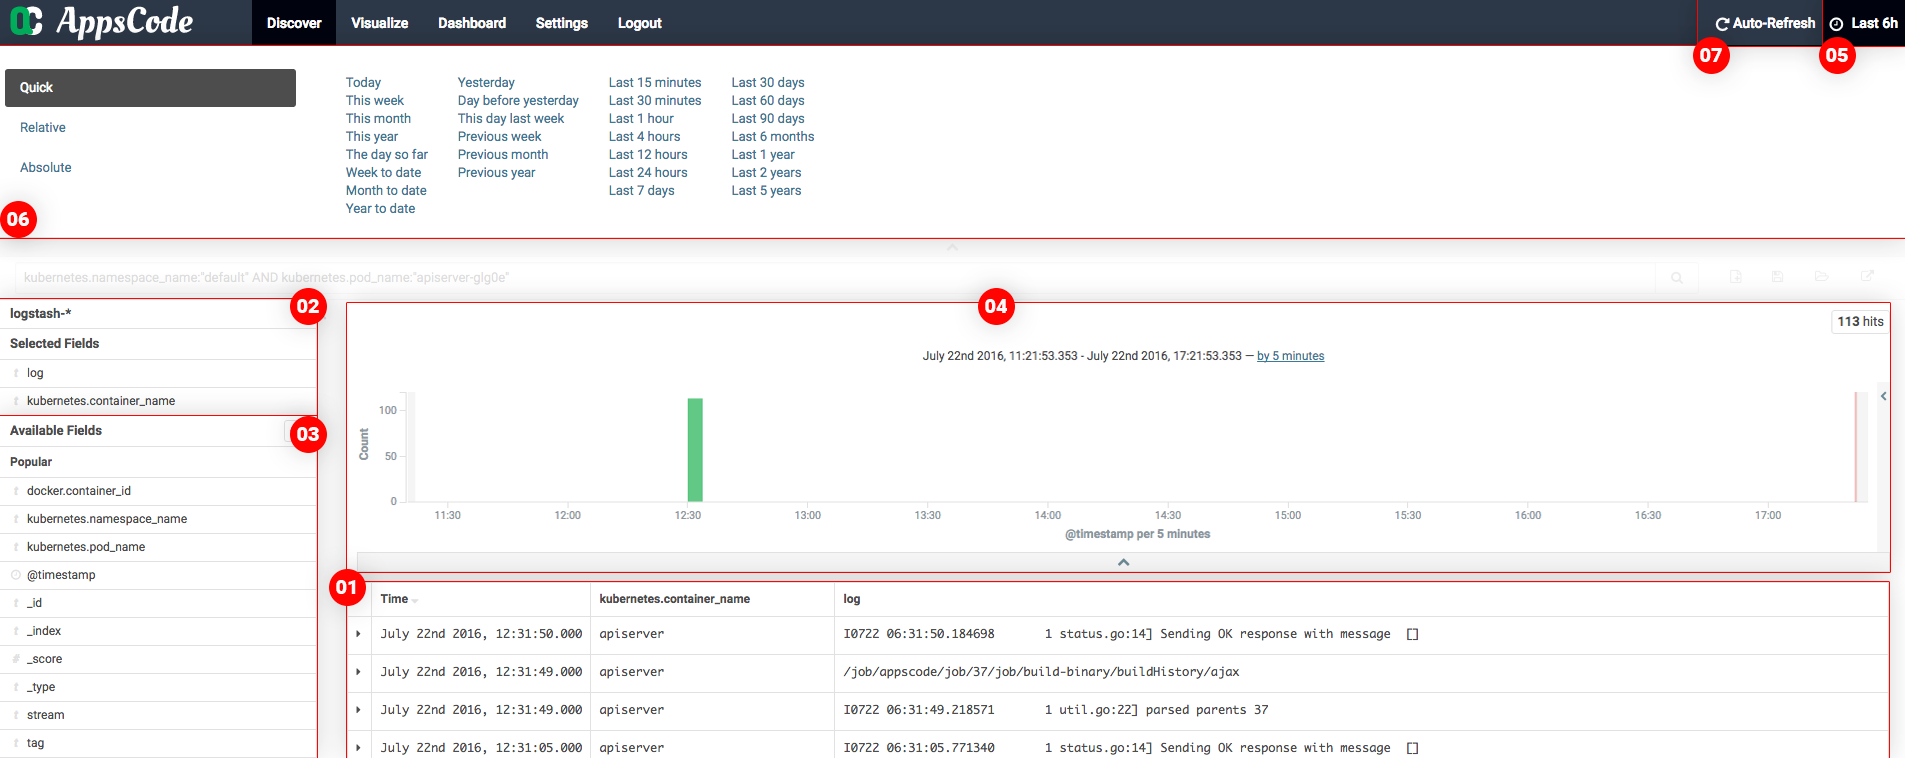 AppsCode Discover Visualize Dashboard Settings Logout Auto-Refresh Last 6h
07 05
Quick
Relative
Absolute
Today
This week
This month
This year
The day so far
Week to date
Month to date
Year to date
Yesterday
Day before yesterday
This day last week
Previous week
Previous month
Previous year
Last 15 minutes
Last 30 minutes
Last 1 hour
Last 4 hours
Last 12 hours
Last 24 hours
Last 7 days
Last 30 days
Last 60 days
Last 90 days
Last 6 months
Last 1 year
Last 2 years
Last 5 years
06
kubernetes.namespace_name:"default" AND kubernetes.pod_name:"apiserver-glg0e"
02
logstash-*
Selected Fields
t log
t kubernetes.container_name
Available Fields
03
Popular
t docker.container_id
t kubernetes.namespace_name
t kubernetes.pod_name
@timestamp
t _id
t _index
# _score
t _type
t stream
t tag
04
113 hits
July 22nd 2016, 11:21:53.353 - July 22nd 2016, 17:21:53.353 — by 5 minutes
Count
100
50
0
11:30 12:00 12:30 13:00 13:30 14:00 14:30 15:00 15:30 16:00 16:30 17:00
@timestamp per 5 minutes
01
Time kubernetes.container_name log
July 22nd 2016, 12:31:50.000 apiserver I0722 06:31:50.184698 1 status.go:14] Sending OK response with message []
July 22nd 2016, 12:31:49.000 apiserver /job/appscode/job/37/job/build-binary/buildHistory/ajax
July 22nd 2016, 12:31:49.000 apiserver I0722 06:31:49.218571 1 util.go:22] parsed parents 37
July 22nd 2016, 12:31:05.000 apiserver I0722 06:31:05.771340 1 status.go:14] Sending OK response with message []